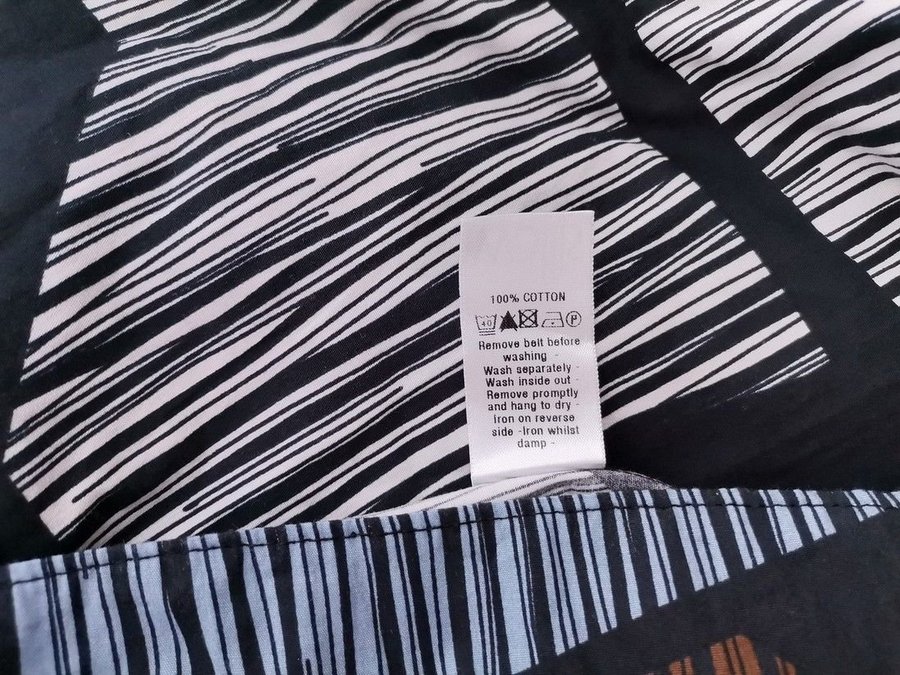 100% COTTON
40 P
Remove belt before
washing -
Wash separately -
Wash inside out -
Remove promptly
and hang to dry -
Iron on reverse
side -Iron whilst
damp -